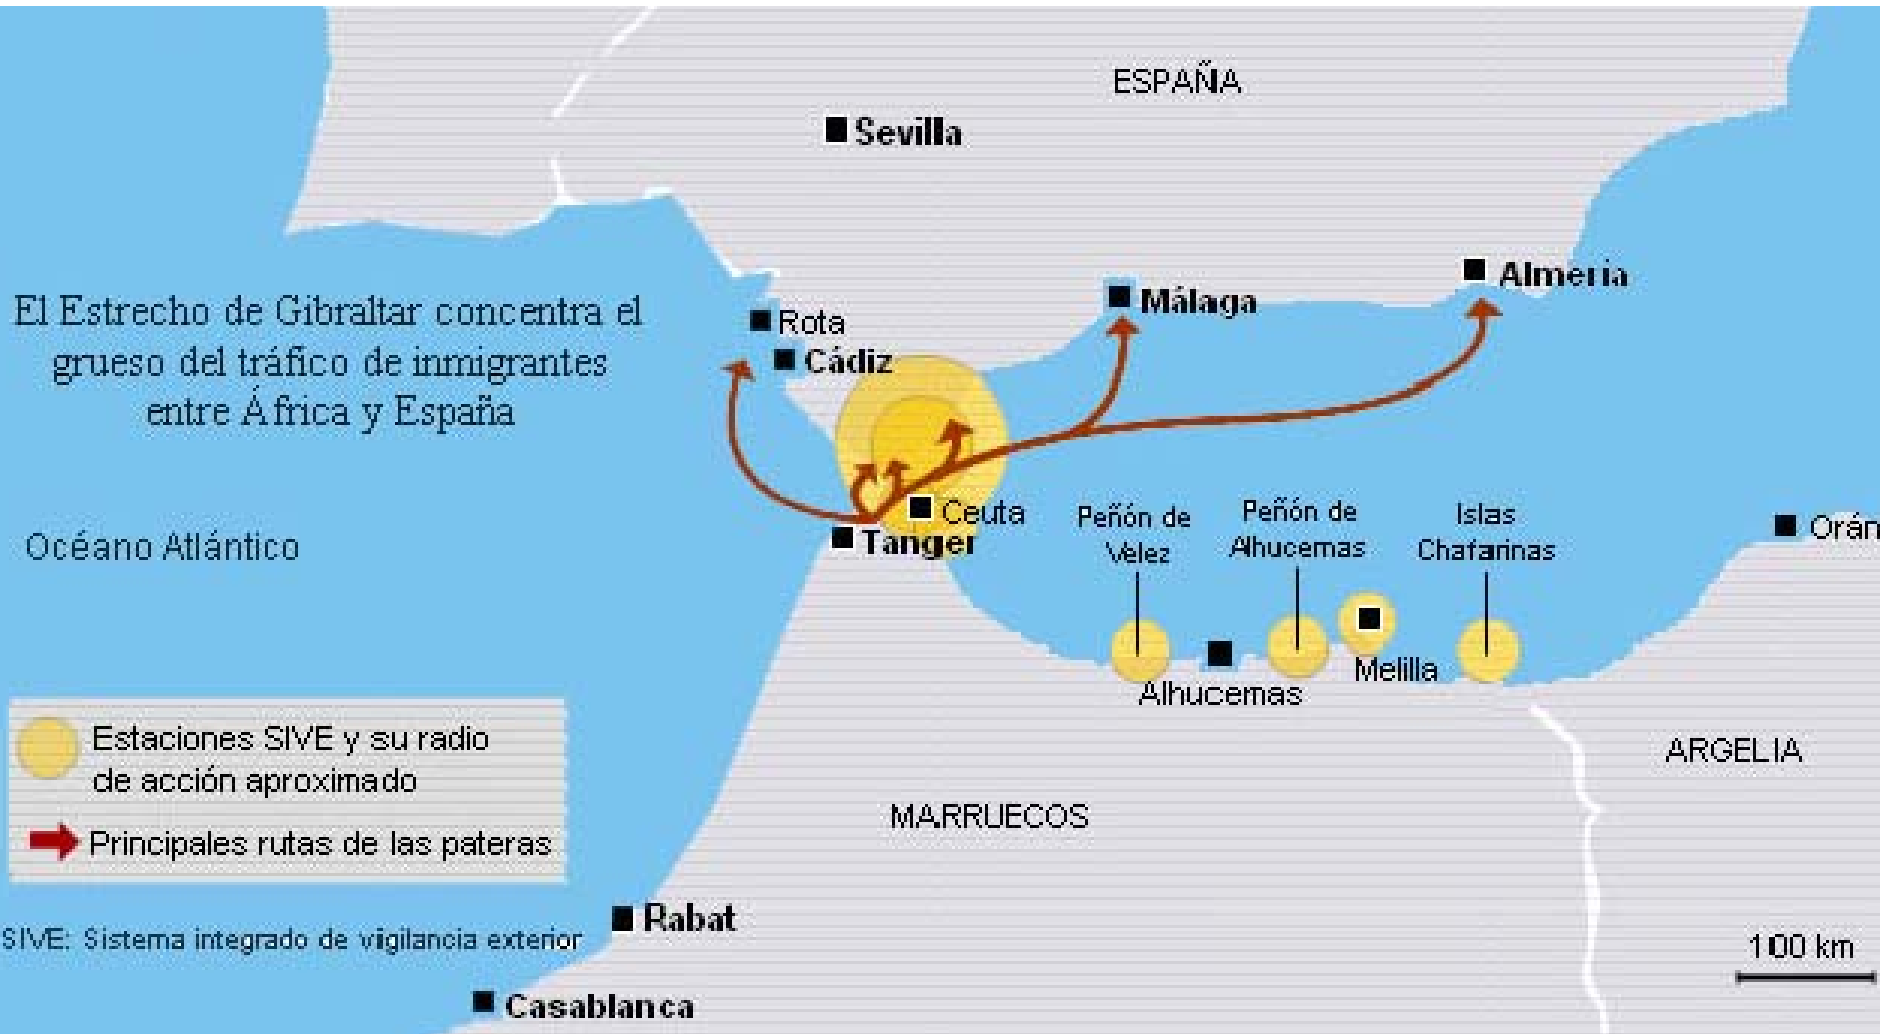 ESPAÑA
Sevilla
Almería
Málaga
El Estrecho de Gibraltar concentra el
grueso del tráfico de inmigrantes
entre África y España
Rota
Cádiz
Ceuta
Tanger
Peñón de
Velez
Peñón de
Alhucemas
Islas
Chafarinas
Orán
Océano Atlántico
Melilla
Alhucemas
Estaciones SIVE y su radio
de acción aproximado
Principales rutas de las pateras
ARGELIA
MARRUECOS
Rabat
SIVE: Sistema integrado de vigilancia exterior
100 km
Casablanca